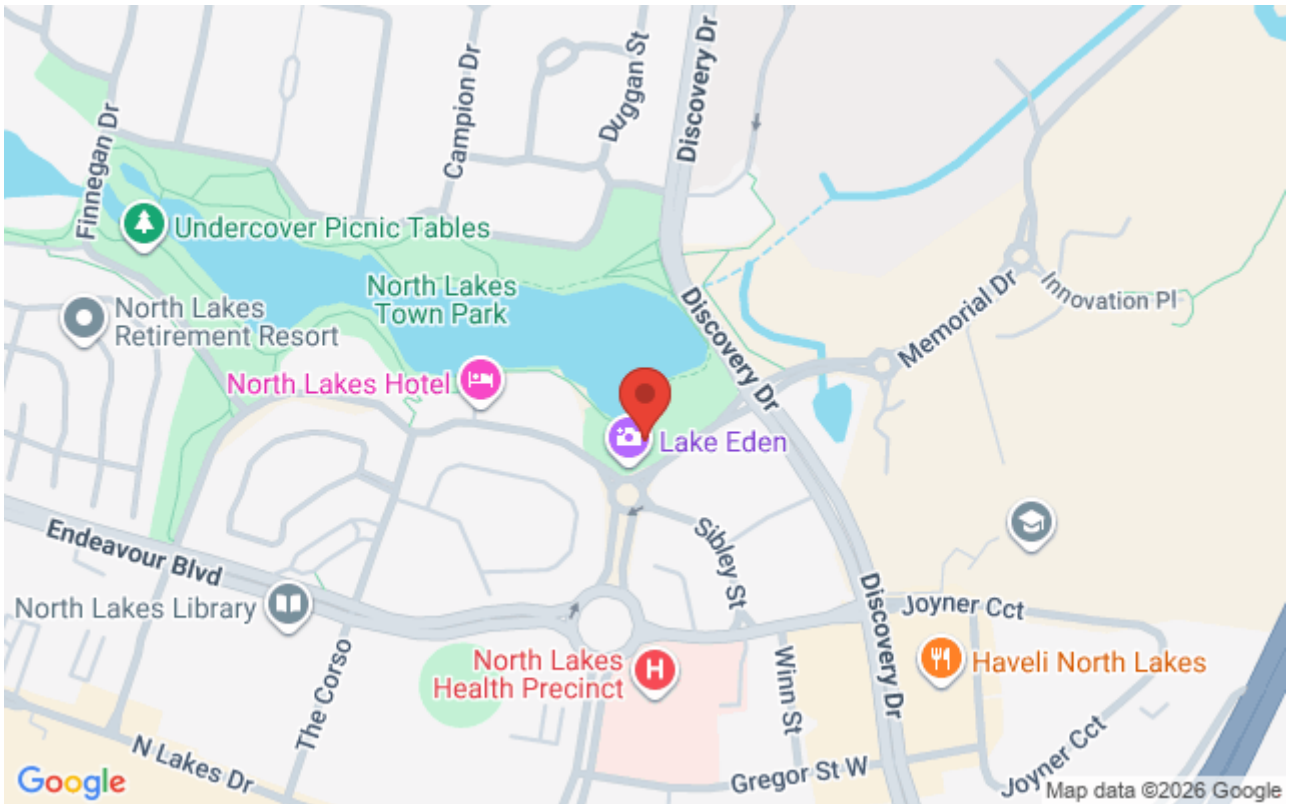 Finnegan Dr
Campion Dr
Duggan St
Discovery Dr
Undercover Picnic Tables
North Lakes
Town Park
North Lakes
Retirement Resort
North Lakes Hotel
Discovery Dr
Memorial Dr
Innovation Pl
Lake Eden
Endeavour Blvd
Sibley St
North Lakes Library
Discovery Dr
Joyner Cct
The Corso
North Lakes
Health Precinct
H
Winn St
Haveli North Lakes
N Lakes Dr
Gregor St W
Joyner Cct
Google
Map data ©2026 Google